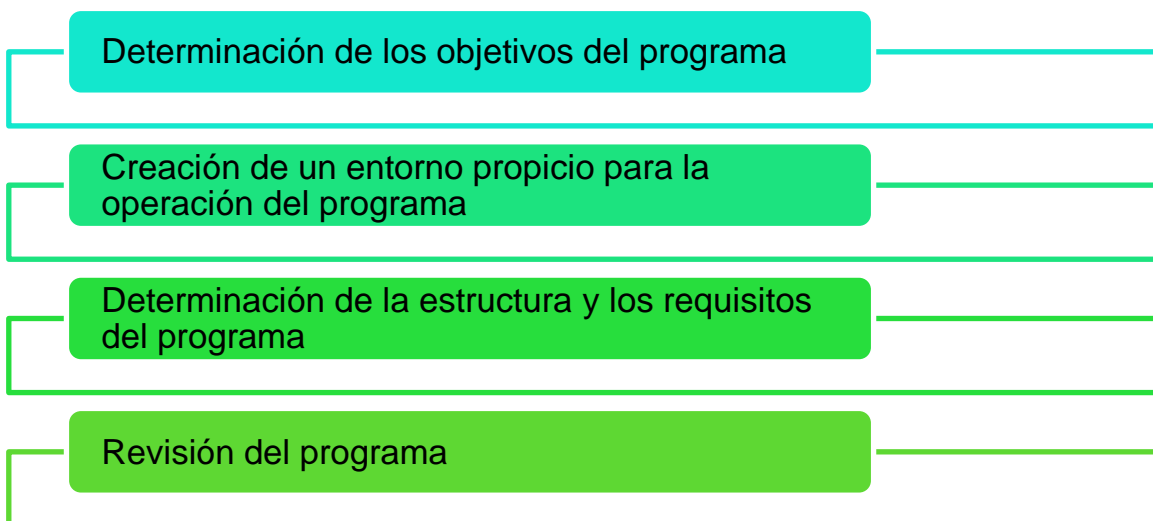 Determinación de los objetivos del programa
Creación de un entorno propicio para la
operación del programa
Determinación de la estructura y los requisitos
del programa
Revisión del programa